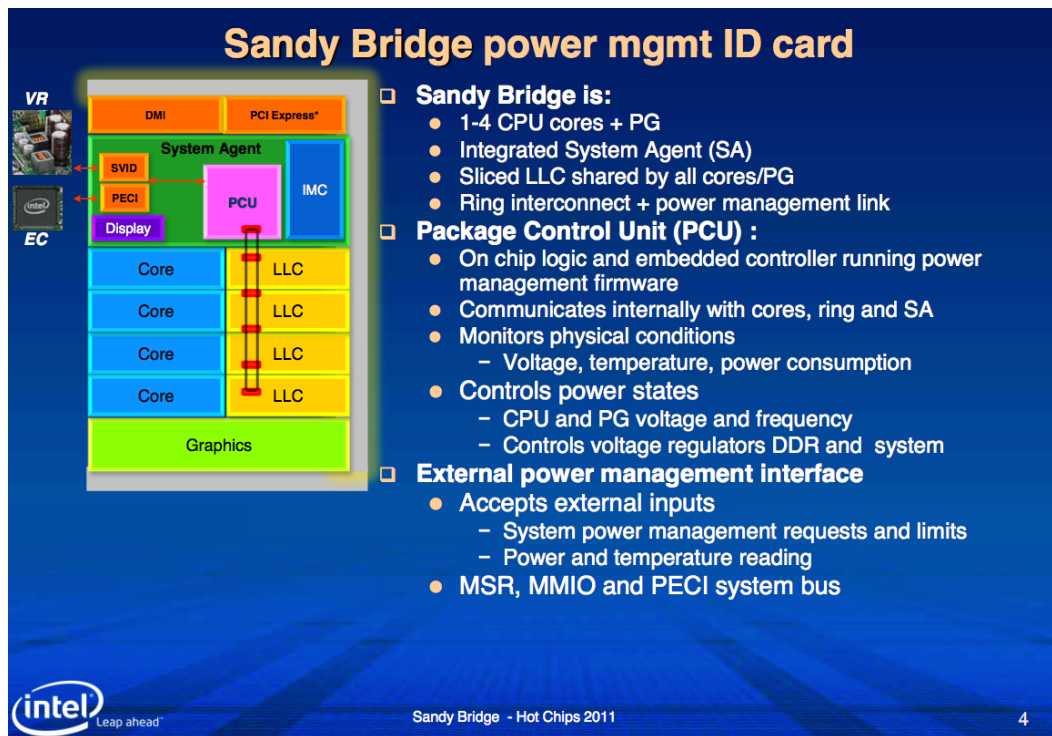 Sandy Bridge power mgmt ID card
VR
EC
DMI
PCI Express*
System Agent
SVID
PECI
PCU
IMC
Display
Core
LLC
Core
LLC
Core
LLC
Core
LLC
Graphics
(intel)
Sandy Bridge is:
1-4 CPU cores + PG
Integrated System Agent (SA)
Sliced LLC shared by all cores/PG
Ring interconnect + power management link
Package Control Unit (PCU) :
On chip logic and embedded controller running power
management firmware
Communicates internally with cores, ring and SA
Monitors physical conditions
– Voltage, temperature, power consumption
Controls power states
– CPU and PG voltage and frequency
– Controls voltage regulators DDR and system
External power management interface
Accepts external inputs
– System power management requests and limits
– Power and temperature reading
MSR, MMIO and PECI system bus
(intel)
Leap ahead™
Sandy Bridge - Hot Chips 2011
4